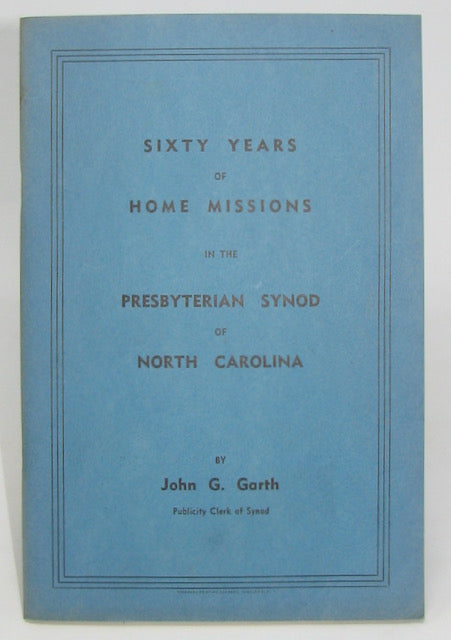 SIXTY YEARS
OF
HOME MISSIONS
IN THE
PRESBYTERIAN SYNOD
OF
NORTH CAROLINA
BY
John G. Garth
Publicity Clerk of Synod